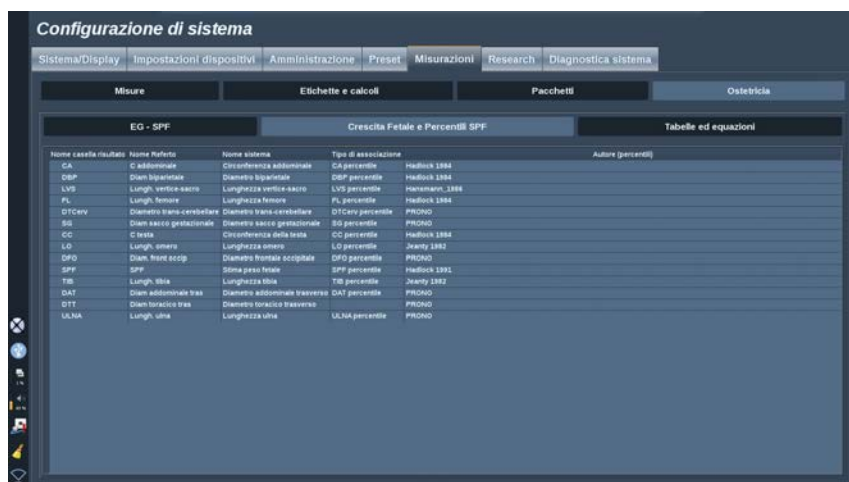 Configurazione di sistema
Sistema/Display Impostazioni dispositivi Amministrazione Preset Misurazioni Research Diagnostica sistema
Misure Etichette e calcoli Pacchetti Ostetricia
EG - SPF Crescita Fetale e Percentili SPF Tabelle ed equazioni
Nome casella risultato Nome Referto Nome sistema Tipo di associazione Autore (percentili)
CA C addominale Circonferenza addominale CA percentile Hadlock 1984
DBP Diam biparietale Diametro biparietale DBP percentile Hadlock 1984
LVS Lungh. vertice-sacro Lunghezza vertice-sacro LVS percentile Hansmann_1986
FL Lungh. femore Lunghezza femore FL percentile Hadlock 1984
DTCerv Diametro trans-cerebellare Diametro trans-cerebellare DTCerv percentile PRONO
SG Diam sacco gestazionale Diametro sacco gestazionale SG percentile PRONO
CC C testa Circonferenza della testa CC percentile Hadlock 1984
LO Lungh. omero Lunghezza omero LO percentile Jeanty 1982
DFO Diam. front occip Diametro frontale occipitale DFO percentile PRONO
SPF SPF Stima peso fetale SPF percentile Hadlock 1991
TIB Lungh. tibia Lunghezza tibia TIB percentile Jeanty 1982
DAT Diam addominale tras Diametro addominale trasverso DAT percentile PRONO
DTT Diam toracico tras Diametro toracico trasverso PRONO
ULNA Lungh. ulna Lunghezza ulna ULNA percentile PRONO